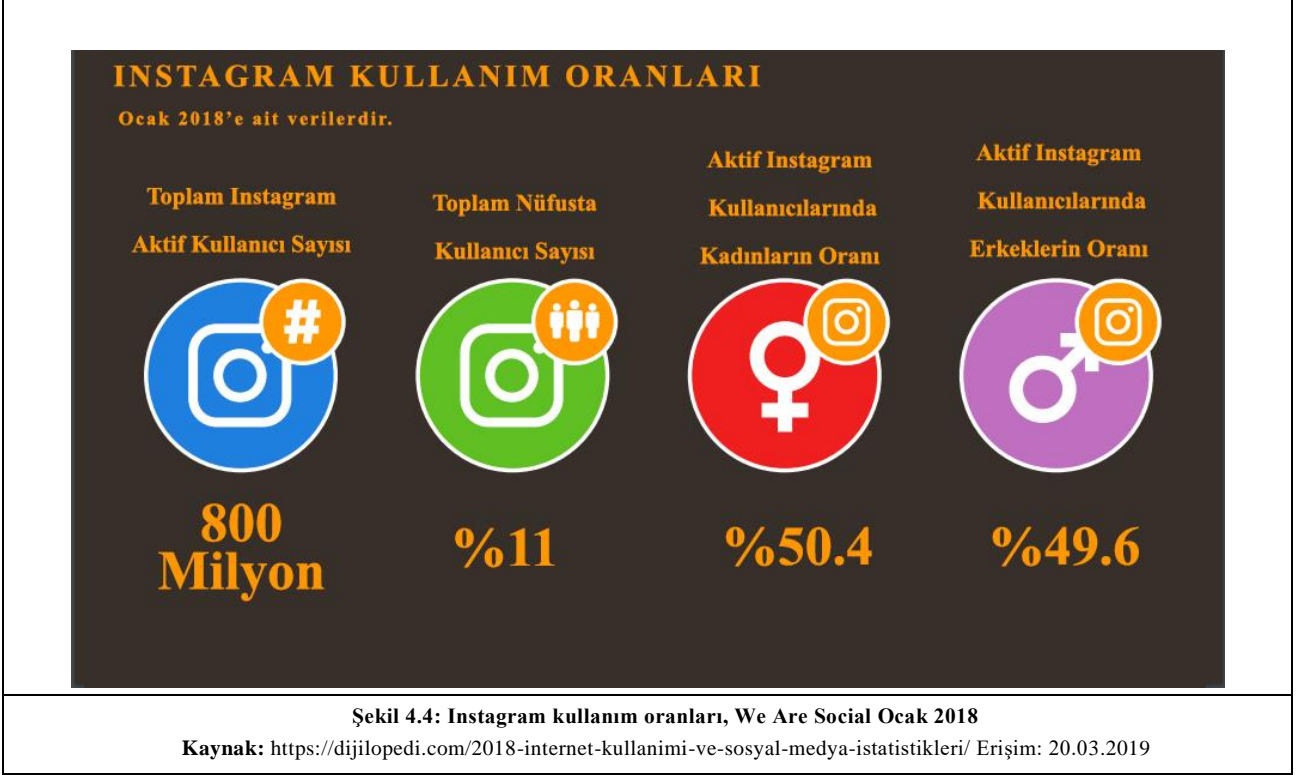 INSTAGRAM KULLANIM ORANLARI
Ocak 2018’e ait verilerdir.
Toplam Instagram
Aktif Kullanıcı Sayısı
#
800
Milyon
Toplam Nüfusta
Kullanıcı Sayısı
%11
Aktif Instagram
Kullanıcılarında
Kadınların Oranı
%50.4
Aktif Instagram
Kullanıcılarında
Erkeklerin Oranı
%49.6
Şekil 4.4: Instagram kullanım oranları, We Are Social Ocak 2018
Kaynak: https://dijilopedi.com/2018-internet-kullanimi-ve-sosyal-medya-istatistikleri/ Erişim: 20.03.2019